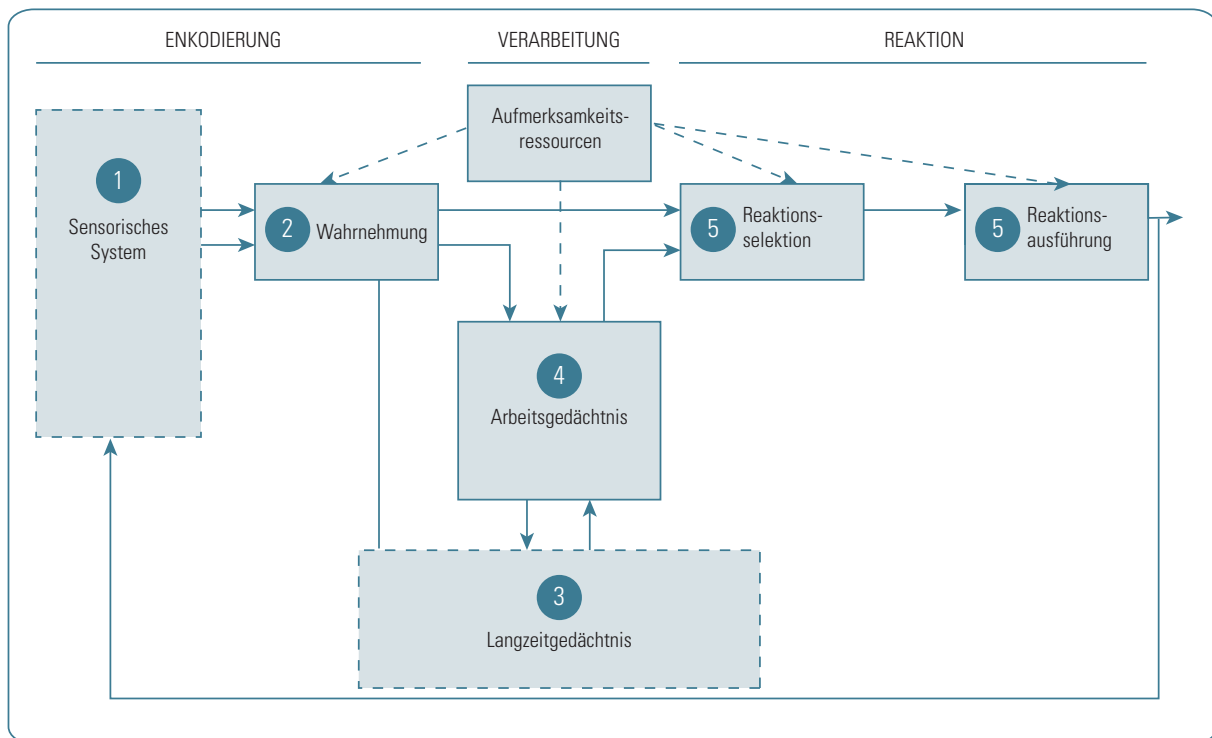 ENKODIERUNG
VERARBEITUNG
REAKTION
Aufmerksamkeits-
ressourcen
1
Sensorisches
System
2
Wahrnehmung
5
Reaktions-
selektion
5
Reaktions-
ausführung
4
Arbeitsgedächtnis
3
Langzeitgedächtnis